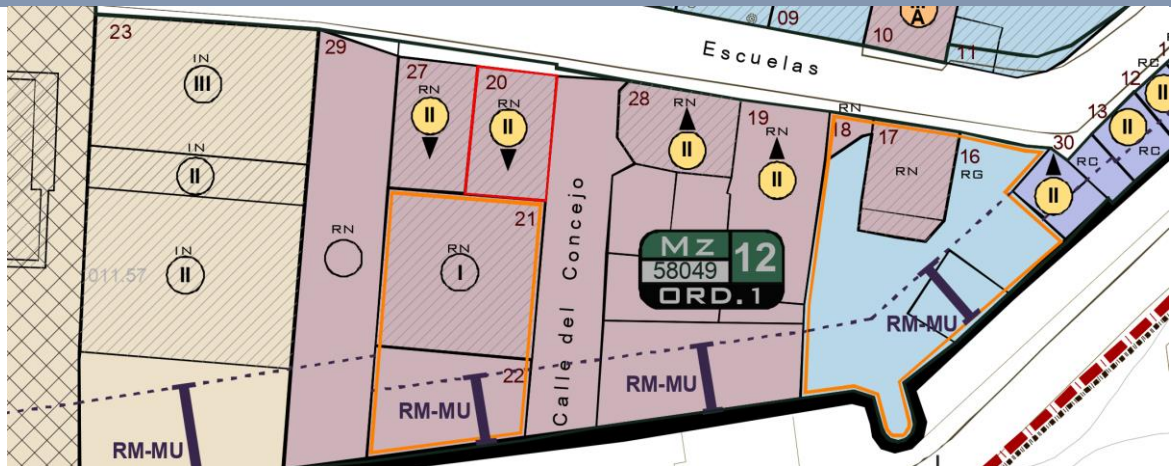 09
III
A
10
11
Escuelas
23
IN
III
29
27
RN
II
20
RN
II
28
RN
II
19
RN
II
RN
18
17
RN
16
RG
30
II
RC
13
II
RC
12
RC
II
IN
II
21
RN
I
RN
Calle del Concejo
Mz
12
58049
ORD.1
IN
II
011.57
22
RM-MU
RM-MU
RM-MU
RM-MU